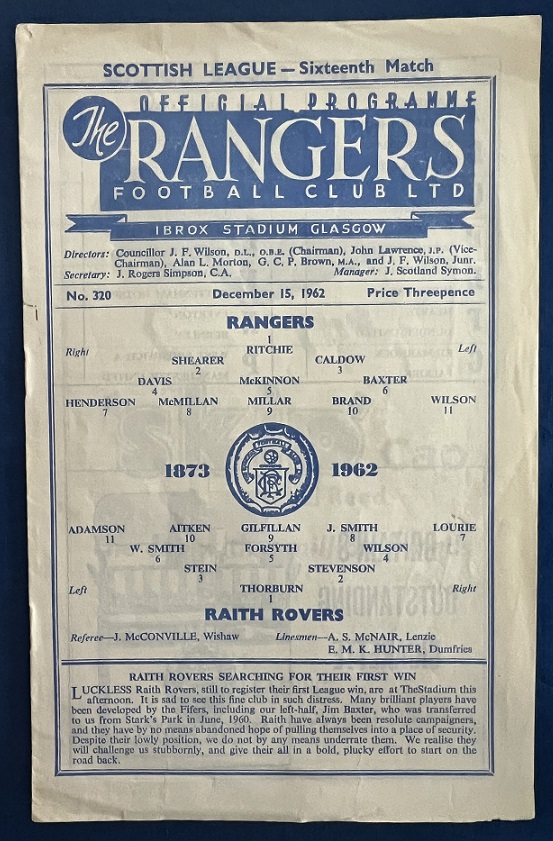 SCOTTISH LEAGUE — Sixteenth Match
OFFICIAL PROGRAMME
The RANGERS
FOOTBALL CLUB LTD
IBROX STADIUM GLASGOW
Directors: Councillor J. F. Wilson, D.L., O.B.E. (Chairman), John Lawrence, J.P. (Vice-
Chairman), Alan L. Morton, G. C. P. Brown, M.A., and J. F. Wilson, Junr.
Secretary: J. Rogers Simpson, C.A. Manager: J. Scotland Symon.
No. 320 December 15, 1962 Price Threepence
RANGERS
1
Right RITCHIE Left
SHEARER CALDOW
2 3
DAVIS McKINNON BAXTER
4 5 6
HENDERSON McMILLAN MILLAR BRAND WILSON
7 8 9 10 11
1873 1962
ADAMSON AITKEN GILFILLAN J. SMITH LOURIE
11 10 9 8 7
W. SMITH FORSYTH WILSON
6 5 4
STEIN STEVENSON
3 2
Left THORBURN Right
1
RAITH ROVERS
Referee—J. McCONVILLE, Wishaw Linesmen—A. S. McNAIR, Lenzie
E. M. K. HUNTER, Dumfries
RAITH ROVERS SEARCHING FOR THEIR FIRST WIN
LUCKLESS Raith Rovers, still to register their first League win, are at TheStadium this
afternoon. It is sad to see this fine club in such distress. Many brilliant players have
been developed by the Fifers, including our left-half, Jim Baxter, who was transferred
to us from Stark's Park in June, 1960. Raith have always been resolute campaigners,
and they have by no means abandoned hope of pulling themselves into a place of security.
Despite their lowly position, we do not by any means underrate them. We realise they
will challenge us stubbornly, and give their all in a bold, plucky effort to start on the
road back.